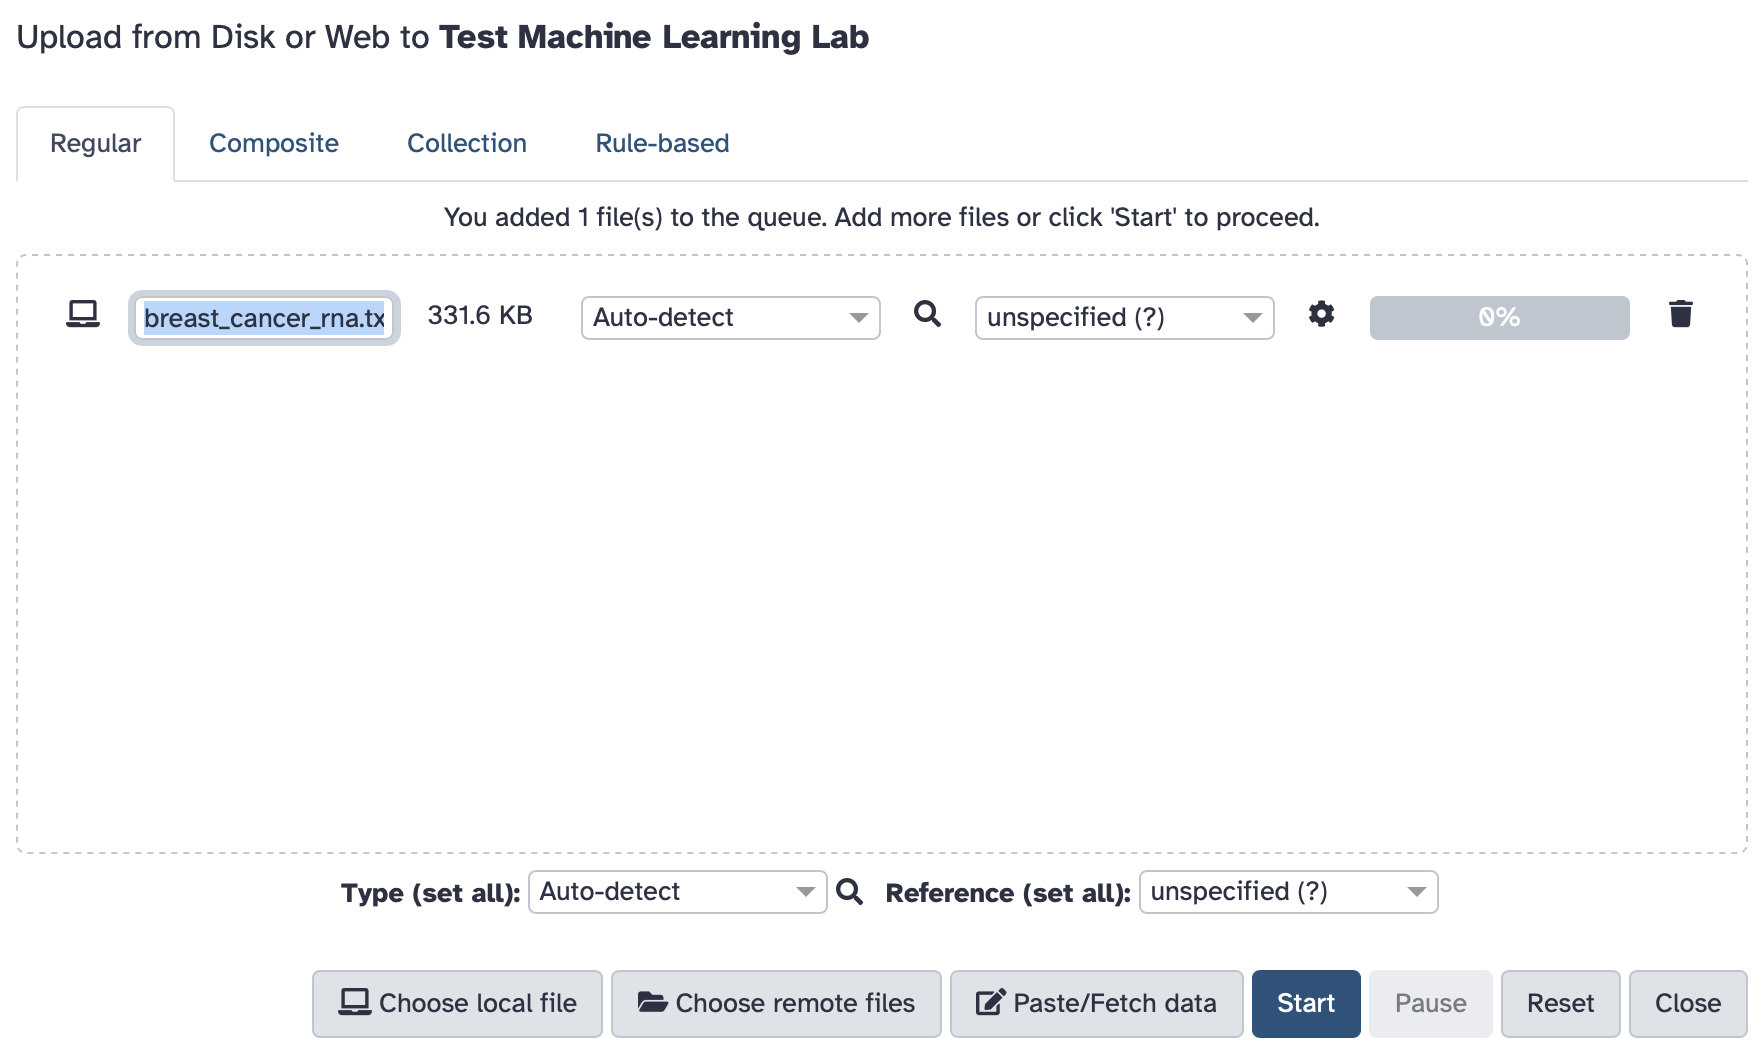 Upload from Disk or Web to Test Machine Learning Lab
Regular Composite Collection Rule-based
You added 1 file(s) to the queue. Add more files or click 'Start' to proceed.
breast_cancer_rna.tx 331.6 KB Auto-detect unspecified (?) 0%
Type (set all): Auto-detect Reference (set all): unspecified (?)
Choose local file Choose remote files Paste/Fetch data Start Pause Reset Close